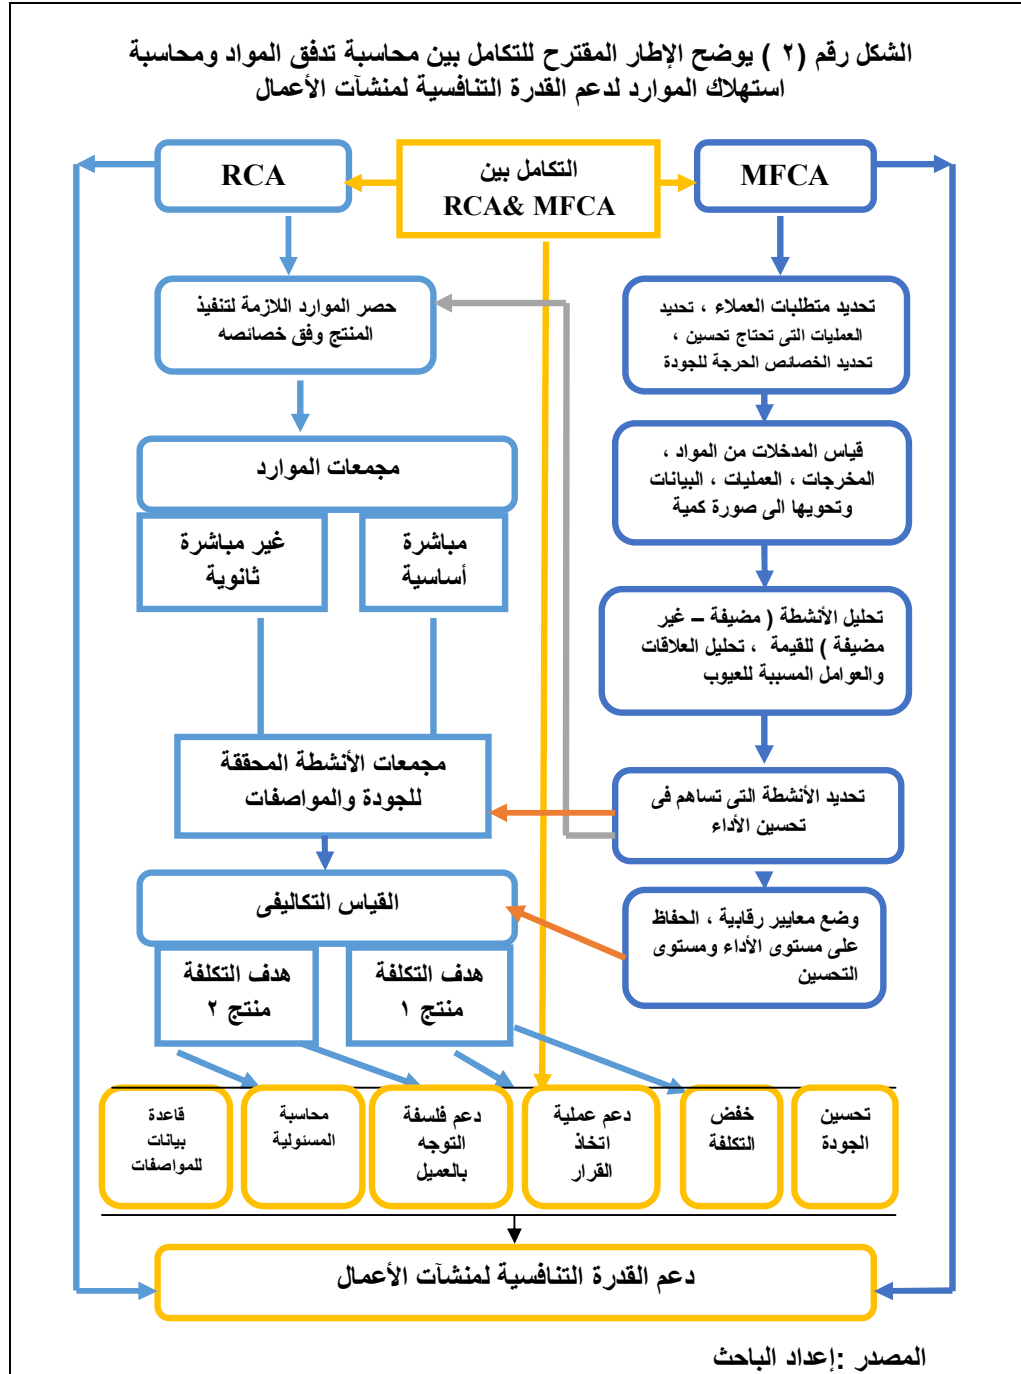 الشكل رقم (٢ ) يوضح الإطار المقترح للتكامل بين محاسبة تدفق المواد ومحاسبة
استهلاك الموارد لدعم القدرة التنافسية لمنشآت الأعمال
MFCA
التكامل بين
RCA& MFCA
RCA
تحديد متطلبات العملاء ، تحديد
العمليات التى تحتاج تحسين ،
تحديد الخصائص الحرجة للجودة
حصر الموارد اللازمة لتنفيذ
المنتج وفق خصائصه
قياس المدخلات من المواد ،
المخرجات ، العمليات ، البيانات
وتحويها الى صورة كمية
مجمعات الموارد
مباشرة
أساسية
غير مباشرة
ثانوية
تحليل الأنشطة ( مضيفة – غير
مضيفة ) للقيمة ، تحليل العلاقات
والعوامل المسببة للعيوب
مجمعات الأنشطة المحققة
للجودة والمواصفات
تحديد الأنشطة التى تساهم فى
تحسين الأداء
القياس التكاليفى
وضع معايير رقابية ، الحفاظ
على مستوى الأداء ومستوى
التحسين
هدف التكلفة
منتج ١
هدف التكلفة
منتج ٢
تحسين
الجودة
خفض
التكلفة
دعم عملية
اتخاذ
القرار
دعم فلسفة
التوجه
بالعميل
محاسبة
المسئولية
قاعدة
بيانات
للمواصفات
دعم القدرة التنافسية لمنشآت الأعمال
المصدر :إعداد الباحث